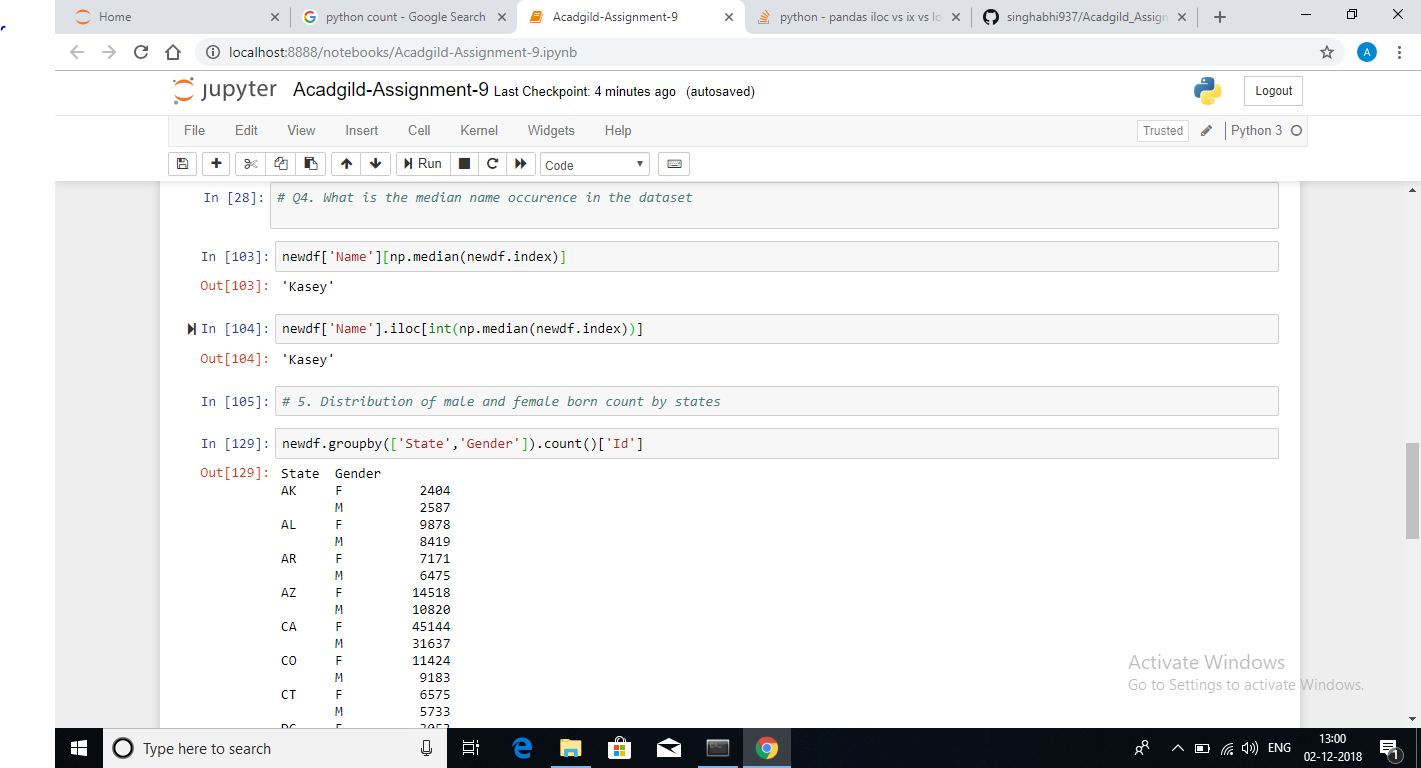 Home
python count - Google Search
Acadgild-Assignment-9
python - pandas iloc vs ix vs lo
singhabhi937/Acadgild_Assign
localhost:8888/notebooks/Acadgild-Assignment-9.ipynb
A
jupyter Acadgild-Assignment-9 Last Checkpoint: 4 minutes ago (autosaved)
Logout
File Edit View Insert Cell Kernel Widgets Help
Trusted
Python 3
Run
Code
In [28]: # Q4. What is the median name occurence in the dataset
In [103]: newdf['Name'][np.median(newdf.index)]
Out[103]: 'Kasey'
In [104]: newdf['Name'].iloc[int(np.median(newdf.index))]
Out[104]: 'Kasey'
In [105]: # 5. Distribution of male and female born count by states
In [129]: newdf.groupby(['State','Gender']).count()['Id']
Out[129]: State Gender
AK F 2404
M 2587
AL F 9878
M 8419
AR F 7171
M 6475
AZ F 14518
M 10820
CA F 45144
M 31637
CO F 11424
M 9183
CT F 6575
M 5733
Activate Windows
Go to Settings to activate Windows.
Type here to search
ENG
13:00
02-12-2018
1